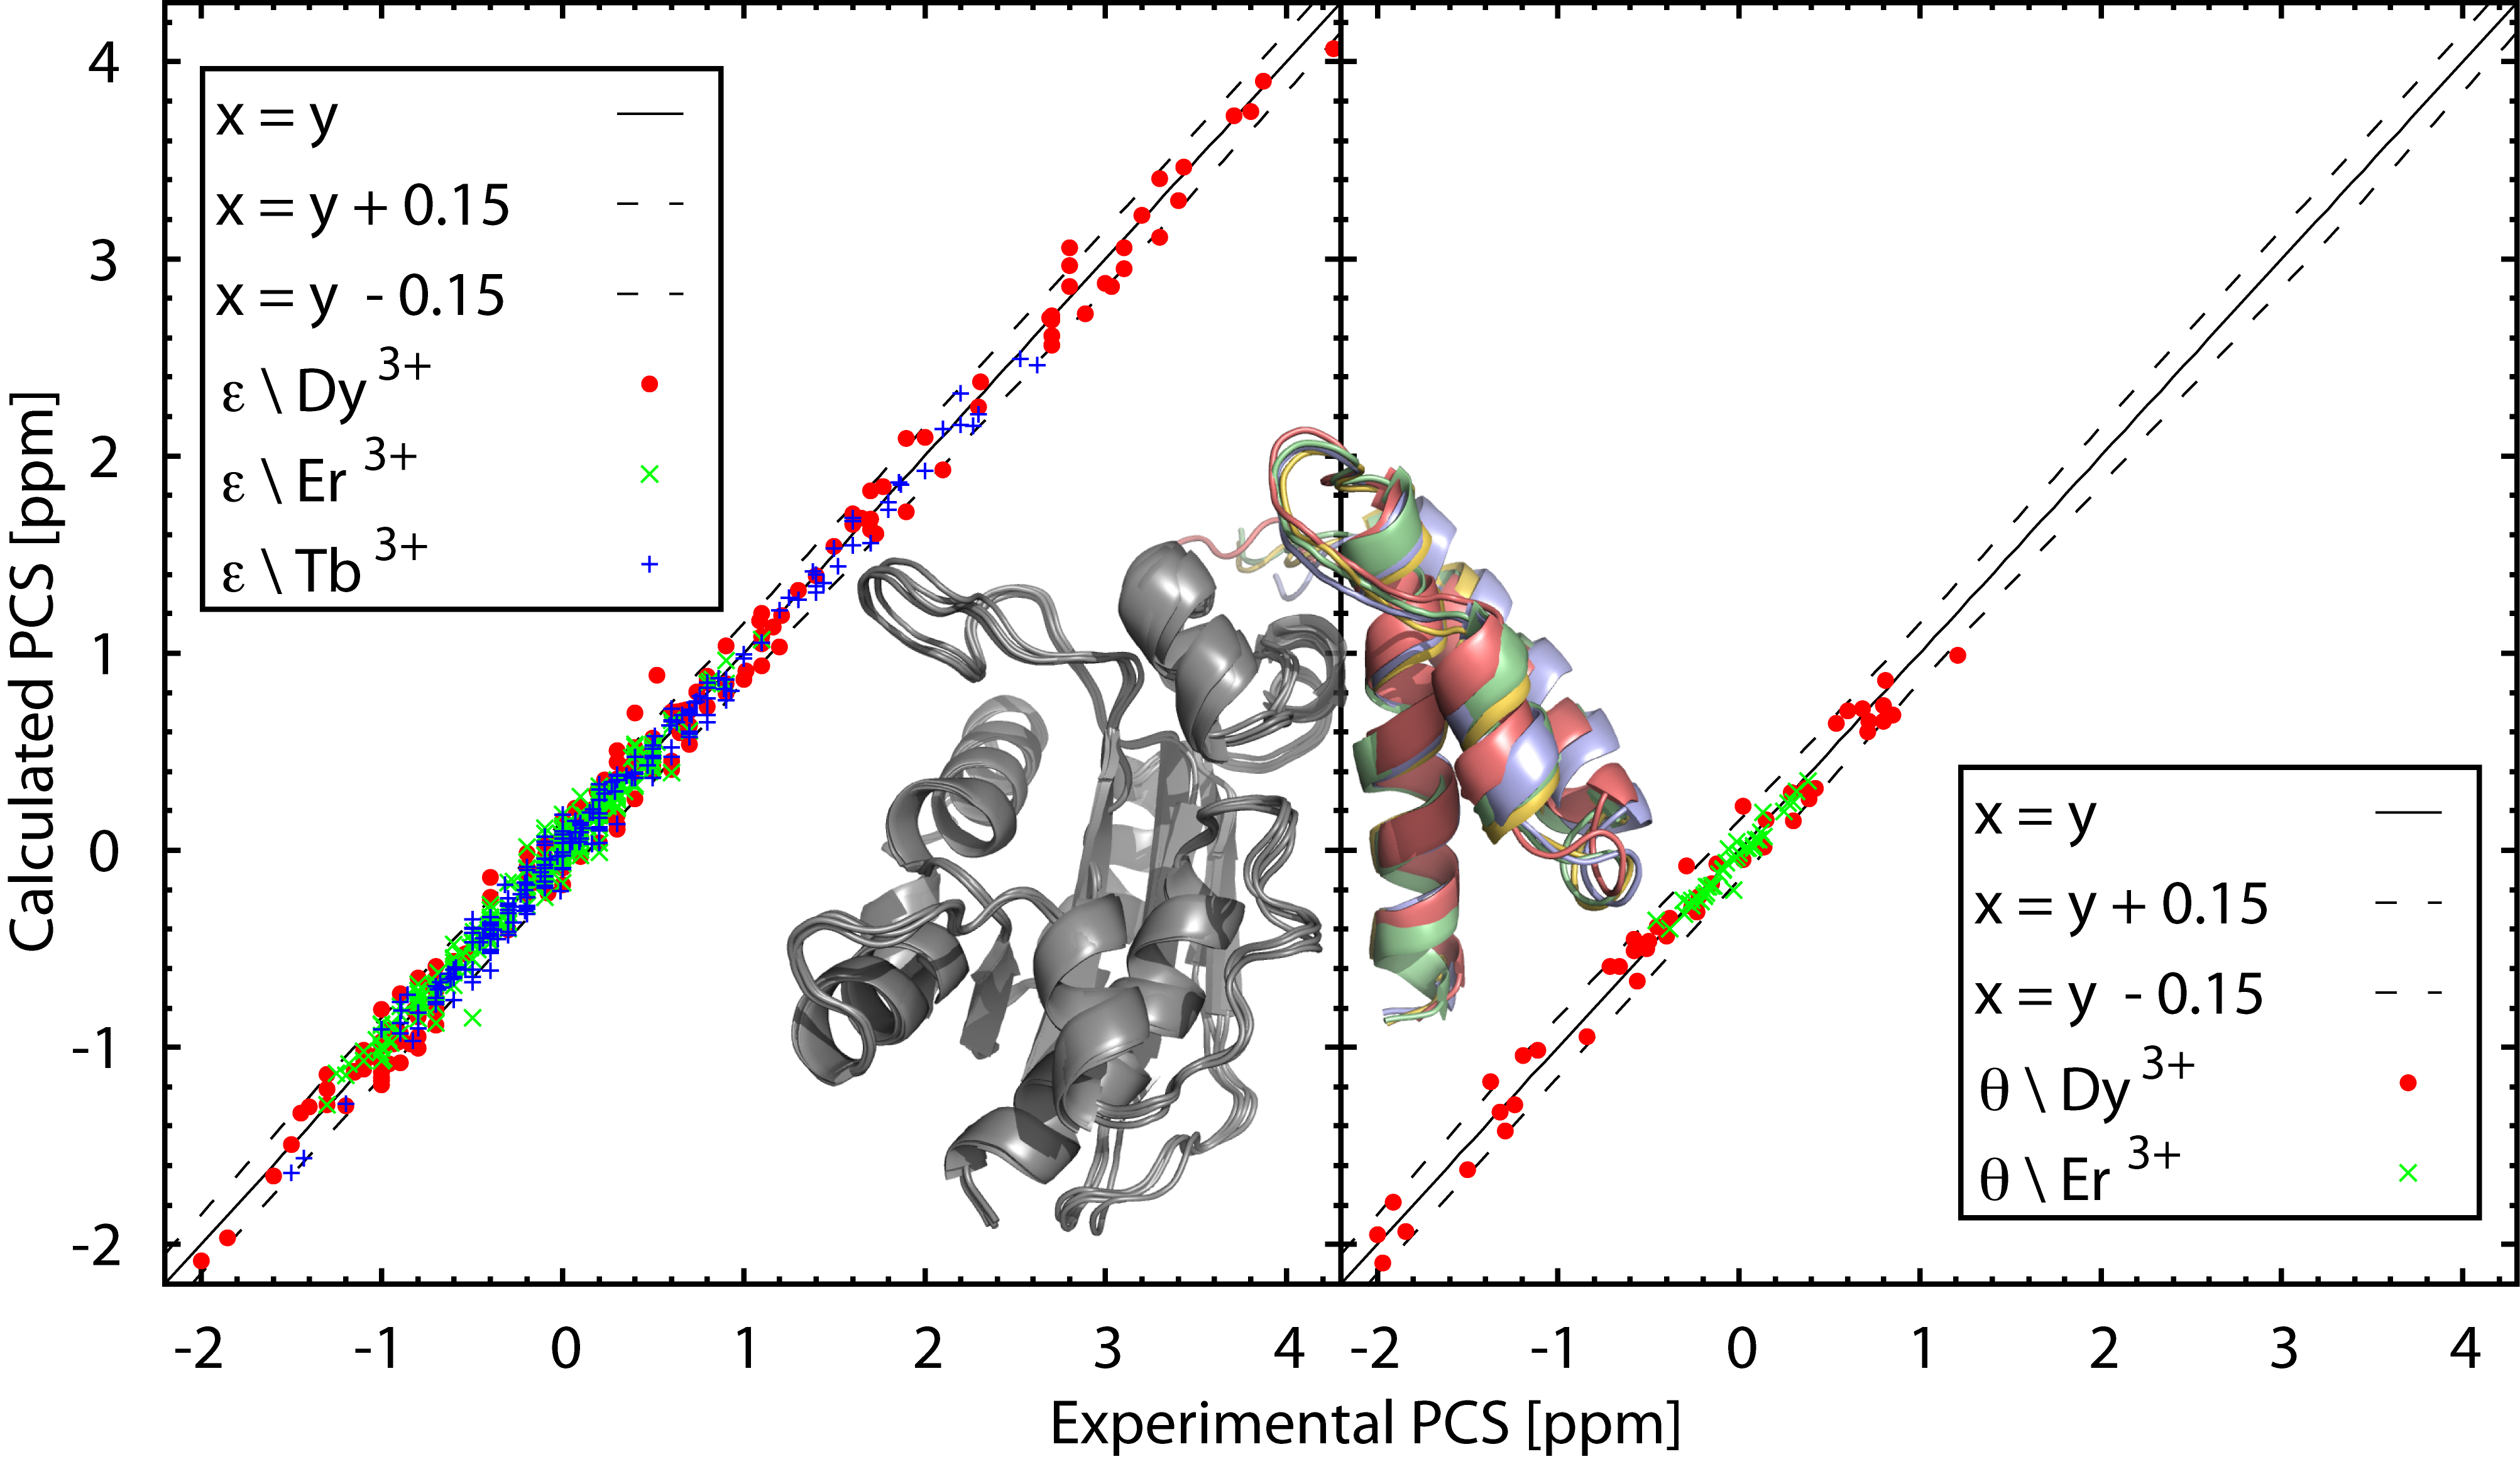 Calculated PCS [ppm]
4
3
2
1
0
-1
-2
x = y
x = y + 0.15
x = y - 0.15
ε \ Dy 3+
ε \ Er 3+
ε \ Tb 3+
x = y
x = y + 0.15
x = y - 0.15
θ \ Dy 3+
θ \ Er 3+
-2 -1 0 1 2 3 4 -2 -1 0 1 2 3 4
Experimental PCS [ppm]